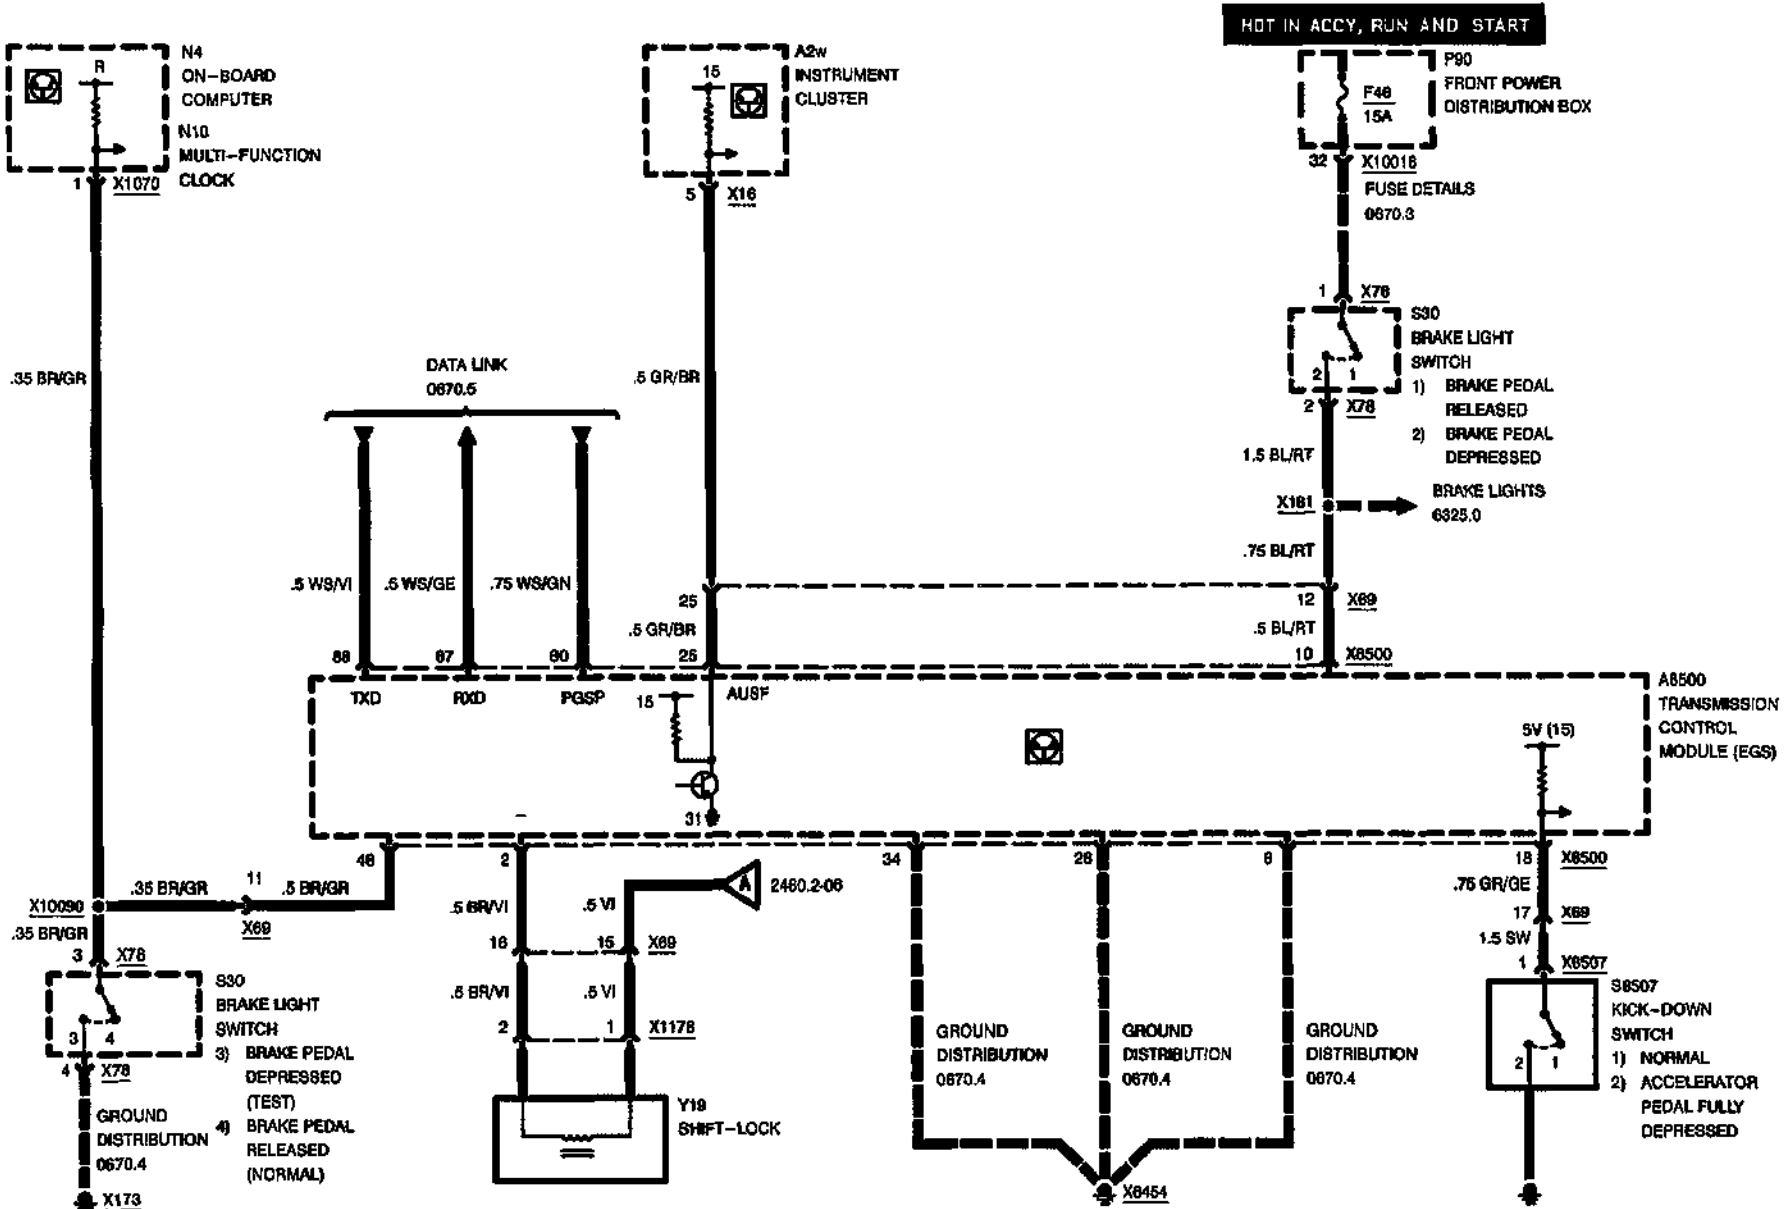 HOT IN ACCY, RUN AND START
N4
ON-BOARD
COMPUTER
N10
MULTI-FUNCTION
CLOCK
R
1
X1070
A2w
INSTRUMENT
CLUSTER
15
5
X16
P90
FRONT POWER
DISTRIBUTION BOX
F46
15A
32
X10016
FUSE DETAILS
0670.3
1
X78
S30
BRAKE LIGHT
SWITCH
1) BRAKE PEDAL
RELEASED
2) BRAKE PEDAL
DEPRESSED
2 1
2
X78
.35 BR/GR
DATA LINK
0670.5
.5 GR/BR
1.5 BL/RT
X181
BRAKE LIGHTS
6325.0
.75 BL/RT
.5 WS/VI
.5 WS/GE
.75 WS/GN
25
12
X69
.5 GR/BR
.5 BL/RT
88
87
80
25
10
X8500
TXD
RXD
PGSP
AUSF
15
31
5V (15)
A8500
TRANSMISSION
CONTROL
MODULE (EGS)
46
2
34
26
8
18
X8500
.75 GR/GE
17
X69
1.5 SW
1
X8507
X10090
.35 BR/GR
11
.5 BR/GR
X69
.5 BR/VI
.5 VI
A
2460.2-06
.35 BR/GR
3
X78
16
15
X69
.5 BR/VI
.5 VI
2
1
X1178
S30
BRAKE LIGHT
SWITCH
3) BRAKE PEDAL
DEPRESSED
(TEST)
4) BRAKE PEDAL
RELEASED
(NORMAL)
3 4
4
X78
GROUND
DISTRIBUTION
0670.4
X173
Y19
SHIFT-LOCK
GROUND
DISTRIBUTION
0670.4
GROUND
DISTRIBUTION
0670.4
GROUND
DISTRIBUTION
0670.4
X8454
S8507
KICK-DOWN
SWITCH
1) NORMAL
2) ACCELERATOR
PEDAL FULLY
DEPRESSED
2 1